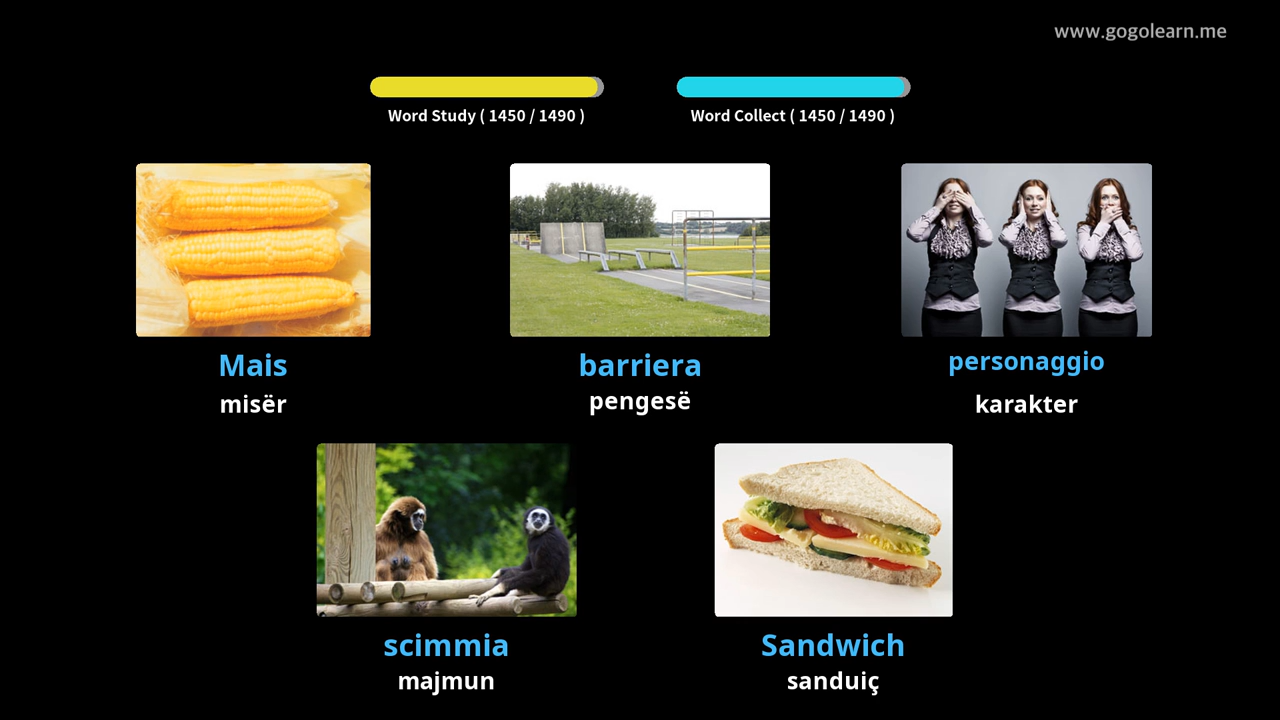 www.gogolearn.me
Word Study ( 1450 / 1490 )
Word Collect ( 1450 / 1490 )
Mais
misër
barriera
pengesë
personaggio
karakter
scimmia
majmun
Sandwich
sanduiç